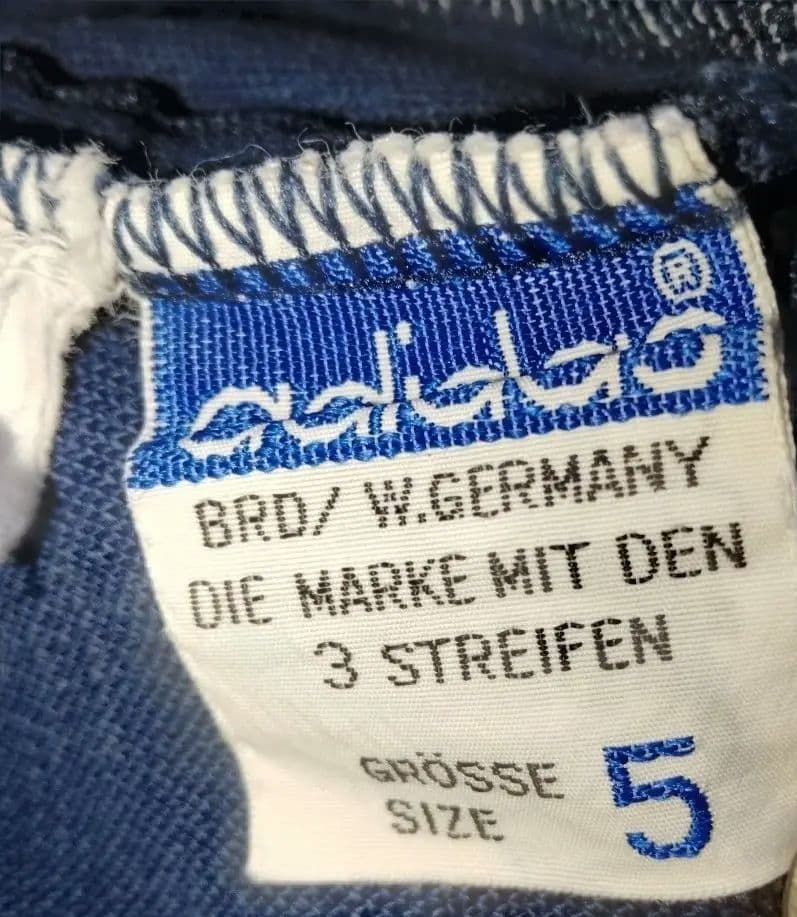 adidas ®
BRD/ W.GERMANY
DIE MARKE MIT DEN
3 STREIFEN
GRÖSSE
SIZE 5